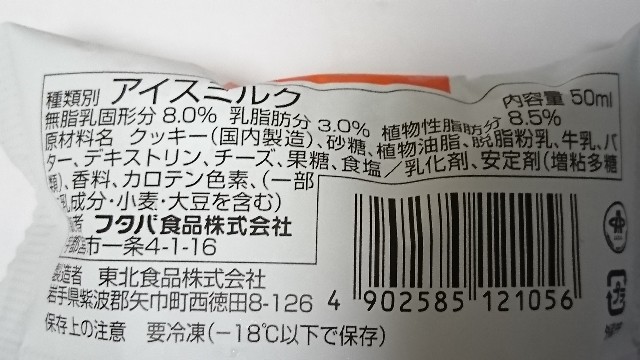 種類別 アイスミルク 内容量 50ml
無脂乳固形分 8.0% 乳脂肪分 3.0% 植物性脂肪分 8.5%
原材料名 クッキー(国内製造)、砂糖、植物油脂、脱脂粉乳、牛乳、バ
ター、デキストリン、チーズ、果糖、食塩/乳化剤、安定剤(増粘多糖
類)、香料、カロテン色素、(一部
乳成分・小麦・大豆を含む)
者 フタバ食品株式会社
宇都宮市一条4-1-16
製造者 東北食品株式会社
岩手県紫波郡矢巾町西徳田8-126
保存上の注意 要冷凍(-18℃以下で保存)
4 902585 121056
プラ